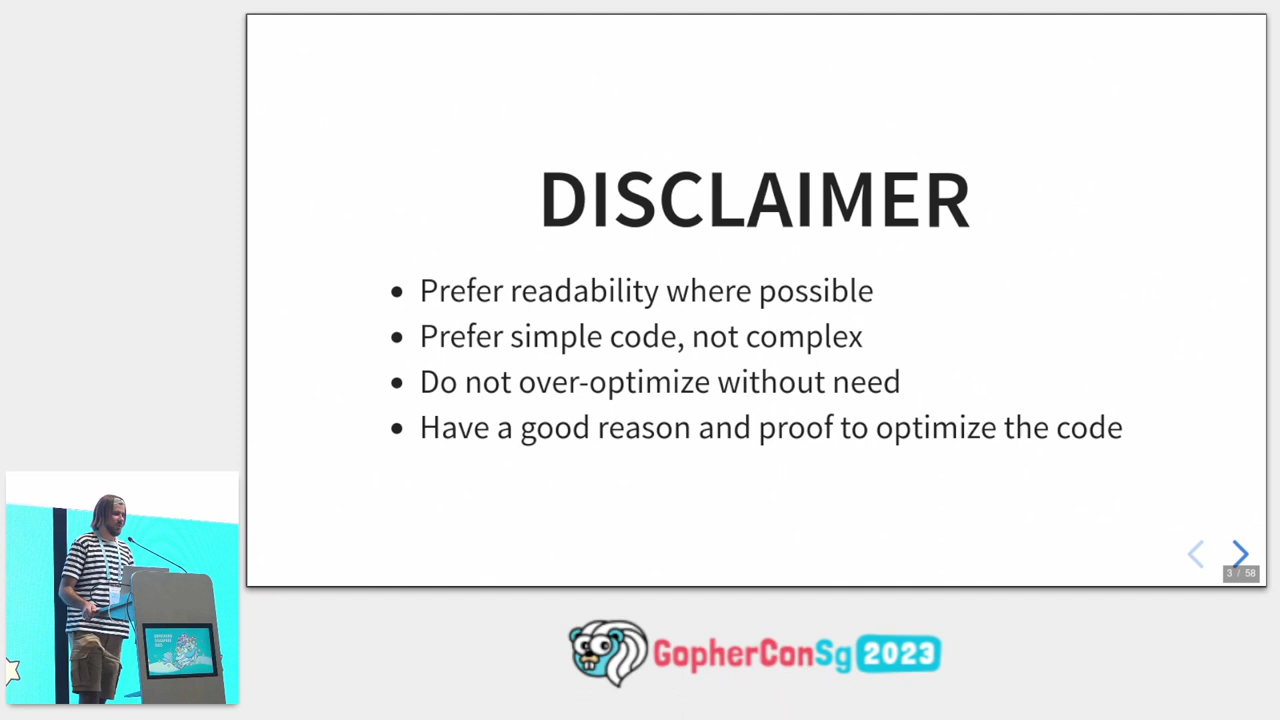 DISCLAIMER
Prefer readability where possible
Prefer simple code, not complex
Do not over-optimize without need
Have a good reason and proof to optimize the code
3 / 58
GopherConSg 2023